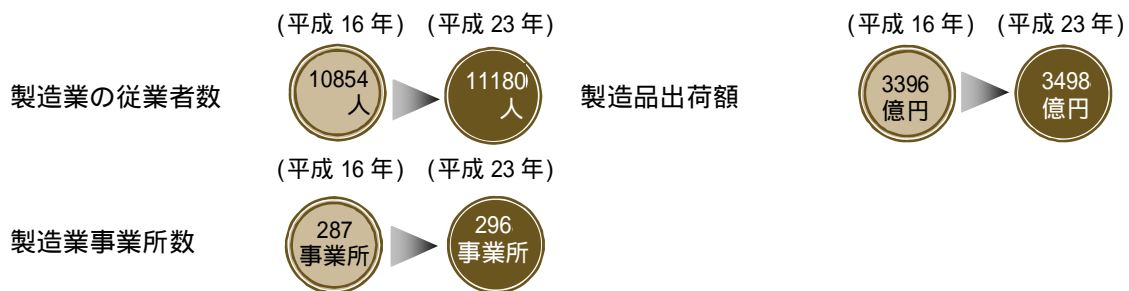 (平成 16 年) (平成 23 年)
製造業の従業者数
10854
人
11180
人
(平成 16 年) (平成 23 年)
製造品出荷額
3396
億円
3498
億円
(平成 16 年) (平成 23 年)
製造業事業所数
287
事業所
296
事業所